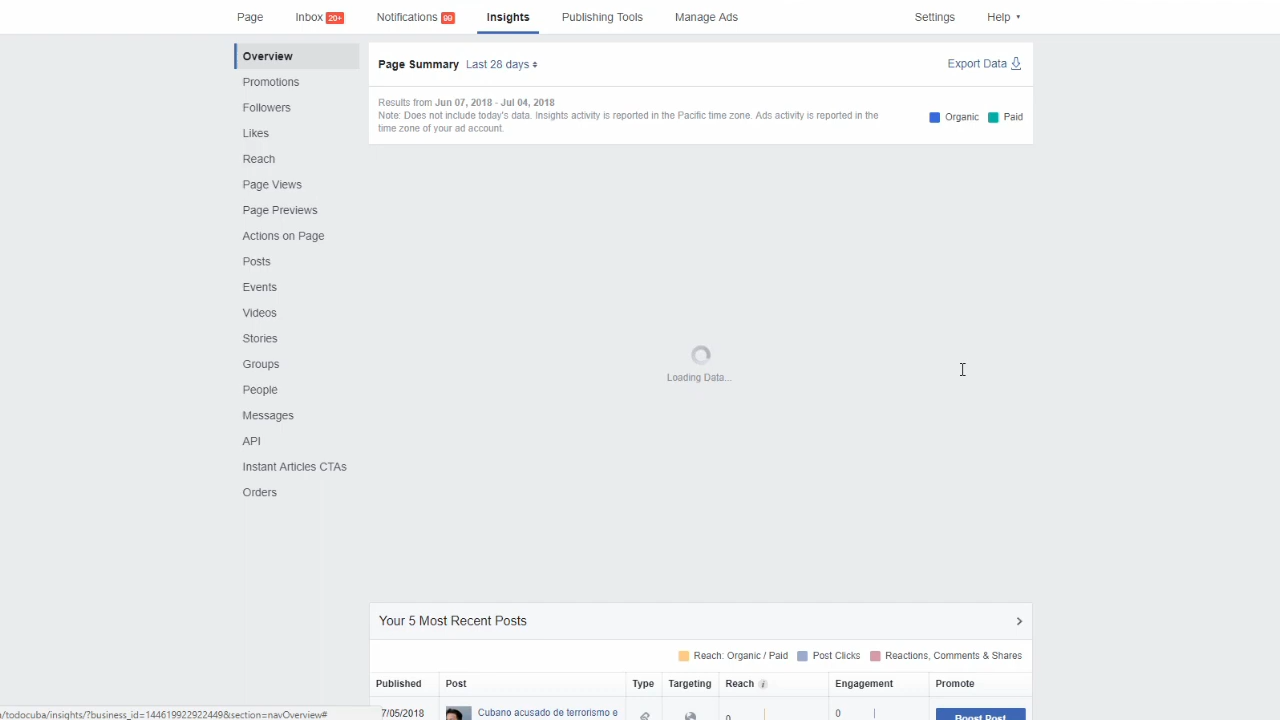 Page Inbox 20+ Notifications 99 Insights Publishing Tools Manage Ads Settings Help
Overview
Promotions
Followers
Likes
Reach
Page Views
Page Previews
Actions on Page
Posts
Events
Videos
Stories
Groups
People
Messages
API
Instant Articles CTAs
Orders
Page Summary Last 28 days Export Data
Results from Jun 07, 2018 - Jul 04, 2018
Note: Does not include today's data. Insights activity is reported in the Pacific time zone. Ads activity is reported in the
time zone of your ad account.
Organic Paid
Loading Data...
Your 5 Most Recent Posts
Reach: Organic / Paid Post Clicks Reactions, Comments & Shares
Published Post Type Targeting Reach Engagement Promote
7/05/2018 Cubano acusado de terrorismo e 0 0 Boost Post
a/todocuba/insights/?business_id=144619922922449&section=navOverview#